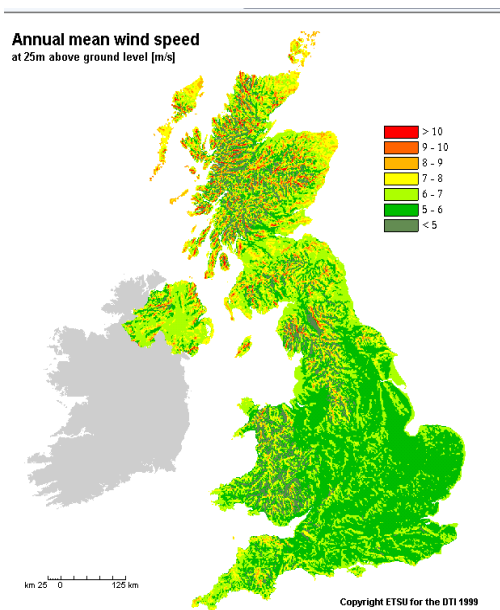 Annual mean wind speed
at 25m above ground level [m/s]
> 10
9 - 10
8 - 9
7 - 8
6 - 7
5 - 6
< 5
km 25 0 125 km
Copyright ETSU for the DTI 1999